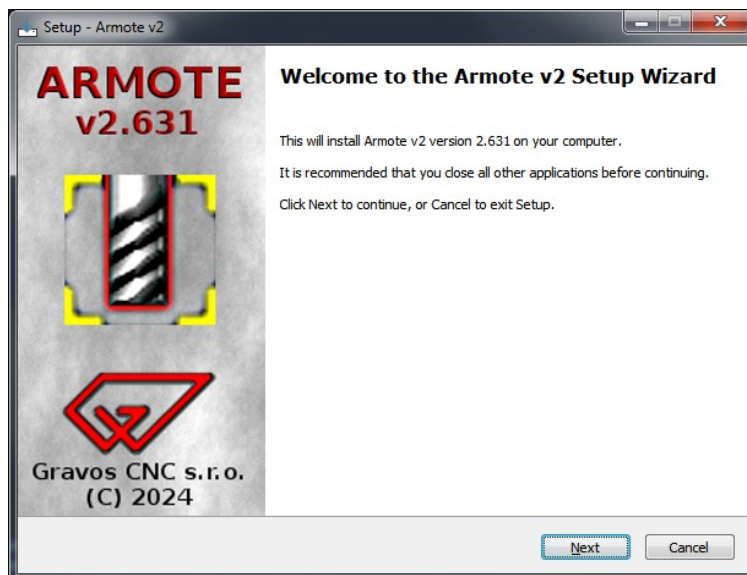 Setup - Armote v2
ARMOTE
v2.631
Gravos CNC s.r.o.
(C) 2024
Welcome to the Armote v2 Setup Wizard
This will install Armote v2 version 2.631 on your computer.
It is recommended that you close all other applications before continuing.
Click Next to continue, or Cancel to exit Setup.
Next
Cancel